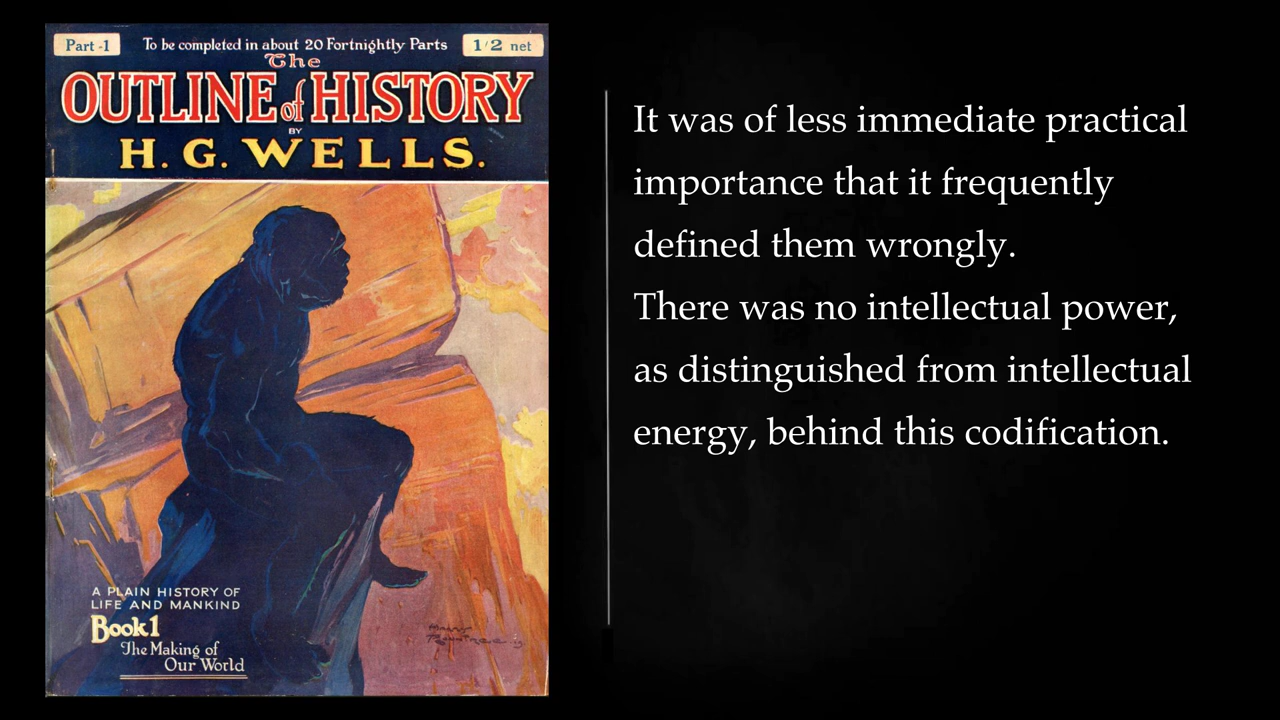 Part -1
To be completed in about 20 Fortnightly Parts
1/2 net
The
OUTLINE of HISTORY
BY
H. G. WELLS.
A PLAIN HISTORY OF
LIFE AND MANKIND
Book 1
The Making of
Our World
It was of less immediate practical
importance that it frequently
defined them wrongly.
There was no intellectual power,
as distinguished from intellectual
energy, behind this codification.